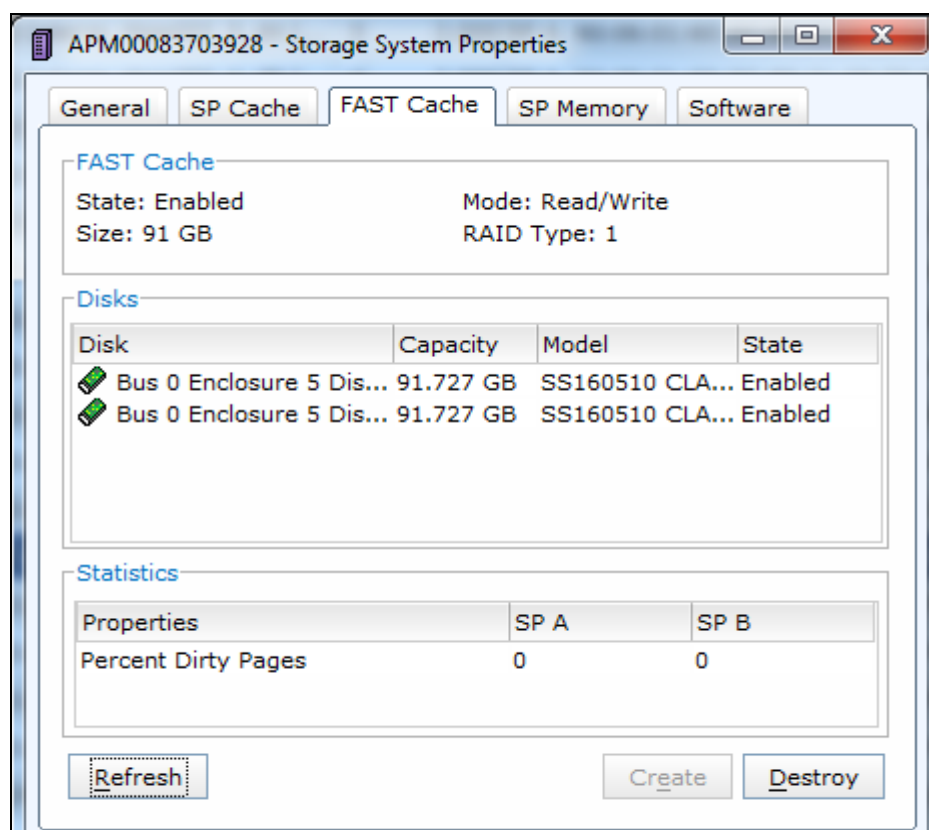 APM00083703928 - Storage System Properties
General SP Cache FAST Cache SP Memory Software
FAST Cache
State: Enabled Mode: Read/Write
Size: 91 GB RAID Type: 1
Disks
Disk Capacity Model State
Bus 0 Enclosure 5 Dis... 91.727 GB SS160510 CLA... Enabled
Bus 0 Enclosure 5 Dis... 91.727 GB SS160510 CLA... Enabled
Statistics
Properties SP A SP B
Percent Dirty Pages 0 0
Refresh Create Destroy